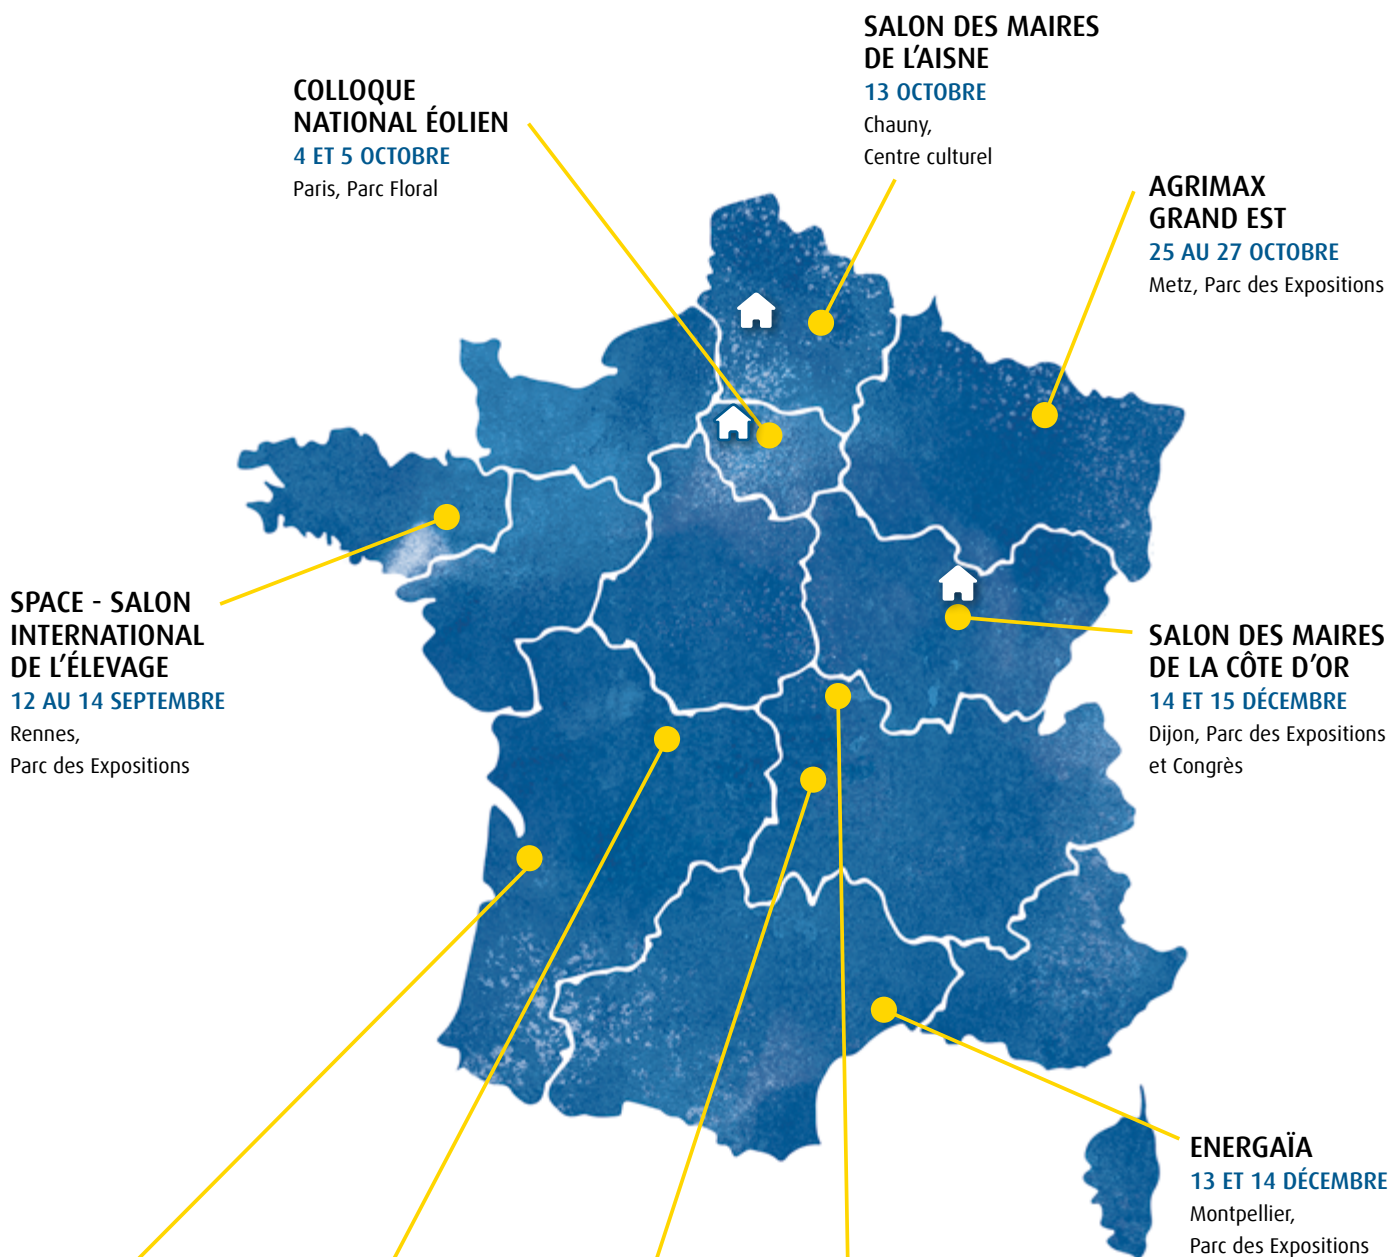 SALON DES MAIRES
DE L'AISNE
13 OCTOBRE
Chauny,
Centre culturel
COLLOQUE
NATIONAL ÉOLIEN
4 ET 5 OCTOBRE
Paris, Parc Floral
AGRIMAX
GRAND EST
25 AU 27 OCTOBRE
Metz, Parc des Expositions
SPACE - SALON
INTERNATIONAL
DE L'ÉLEVAGE
12 AU 14 SEPTEMBRE
Rennes,
Parc des Expositions
SALON DES MAIRES
DE LA CÔTE D'OR
14 ET 15 DÉCEMBRE
Dijon, Parc des Expositions
et Congrès
ENERGAÏA
13 ET 14 DÉCEMBRE
Montpellier,
Parc des Expositions